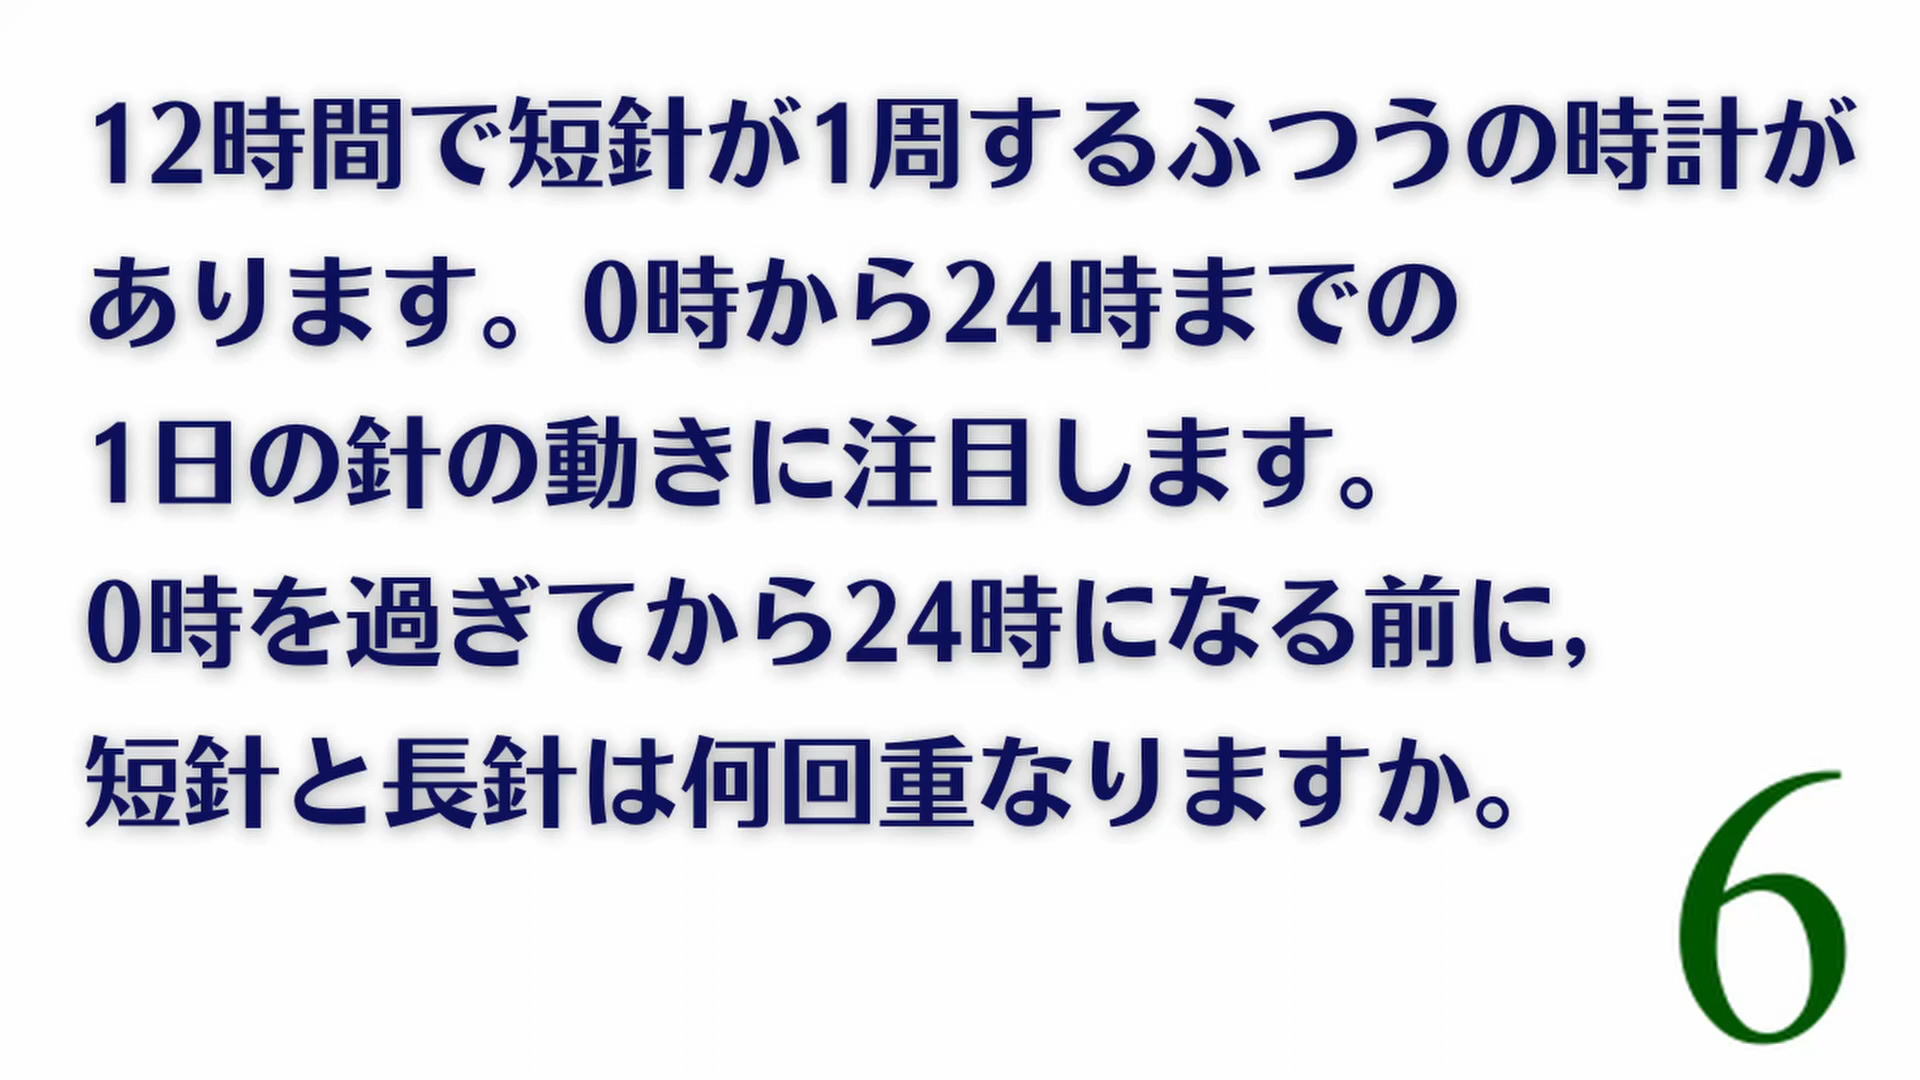 12時間で短針が1周するふつうの時計が
あります。0時から24時までの
1日の針の動きに注目します。
0時を過ぎてから24時になる前に,
短針と長針は何回重なりますか。
6